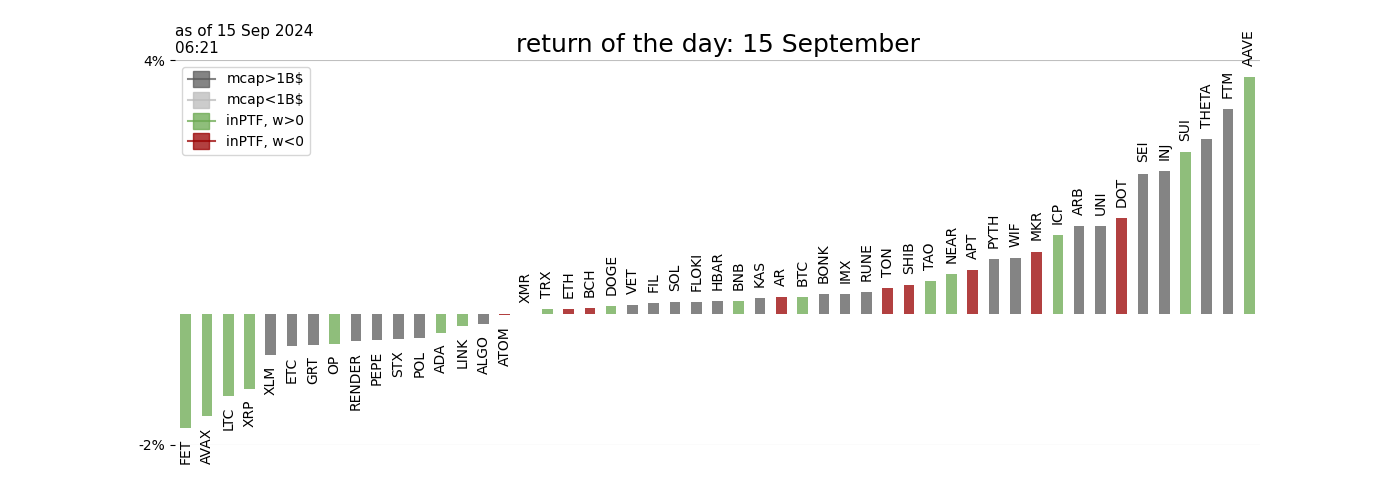 as of 15 Sep 2024
06:21
return of the day: 15 September
4%
-2%
mcap>1B$
mcap<1B$
inPTF, w>0
inPTF, w<0
FET
AVAX
LTC
XRP
XLM
ETC
GRT
OP
RENDER
PEPE
STX
POL
ADA
LINK
ALGO
ATOM
XMR
TRX
ETH
BCH
DOGE
VET
FIL
SOL
FLOKI
HBAR
BNB
KAS
AR
BTC
BONK
IMX
RUNE
TON
SHIB
TAO
NEAR
APT
PYTH
WIF
MKR
ICP
ARB
UNI
DOT
SEI
INJ
SUI
THETA
FTM
AAVE